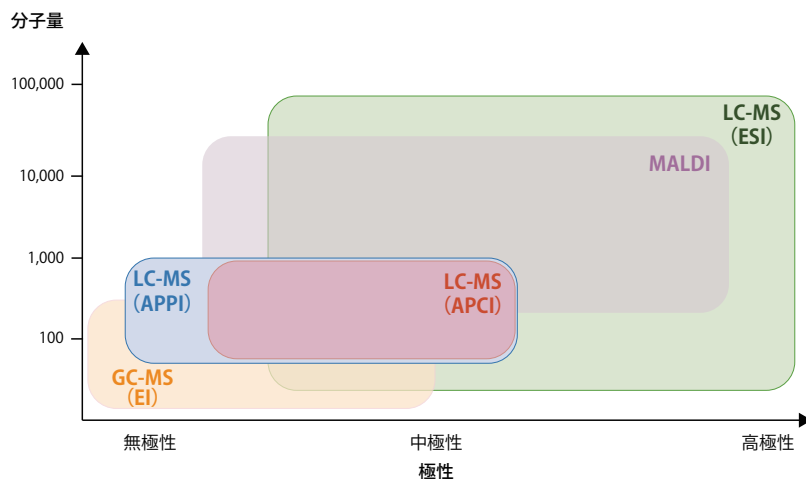 分子量
100,000
10,000
1,000
100
LC-MS
(ESI)
MALDI
LC-MS
(APPI)
LC-MS
(APCI)
GC-MS
(EI)
無極性
中極性
高極性
極性